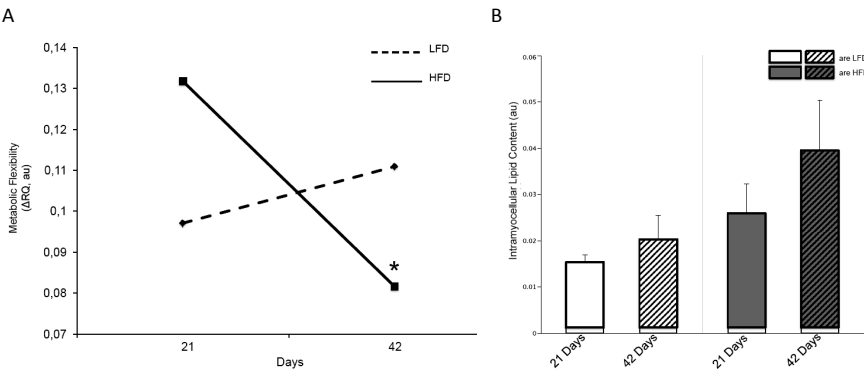 A
0,14
0,13
0,12
0,11
0,1
0,09
0,08
0,07
Metabolic Flexibility
(ΔRQ, au)
LFD
HFD
*
21
42
Days
B
0.06
0.05
0.04
0.03
0.02
0.01
0
Intramyocellular Lipid Content (au)
are LFD
are HFD
21 Days
42 Days
21 Days
42 Days